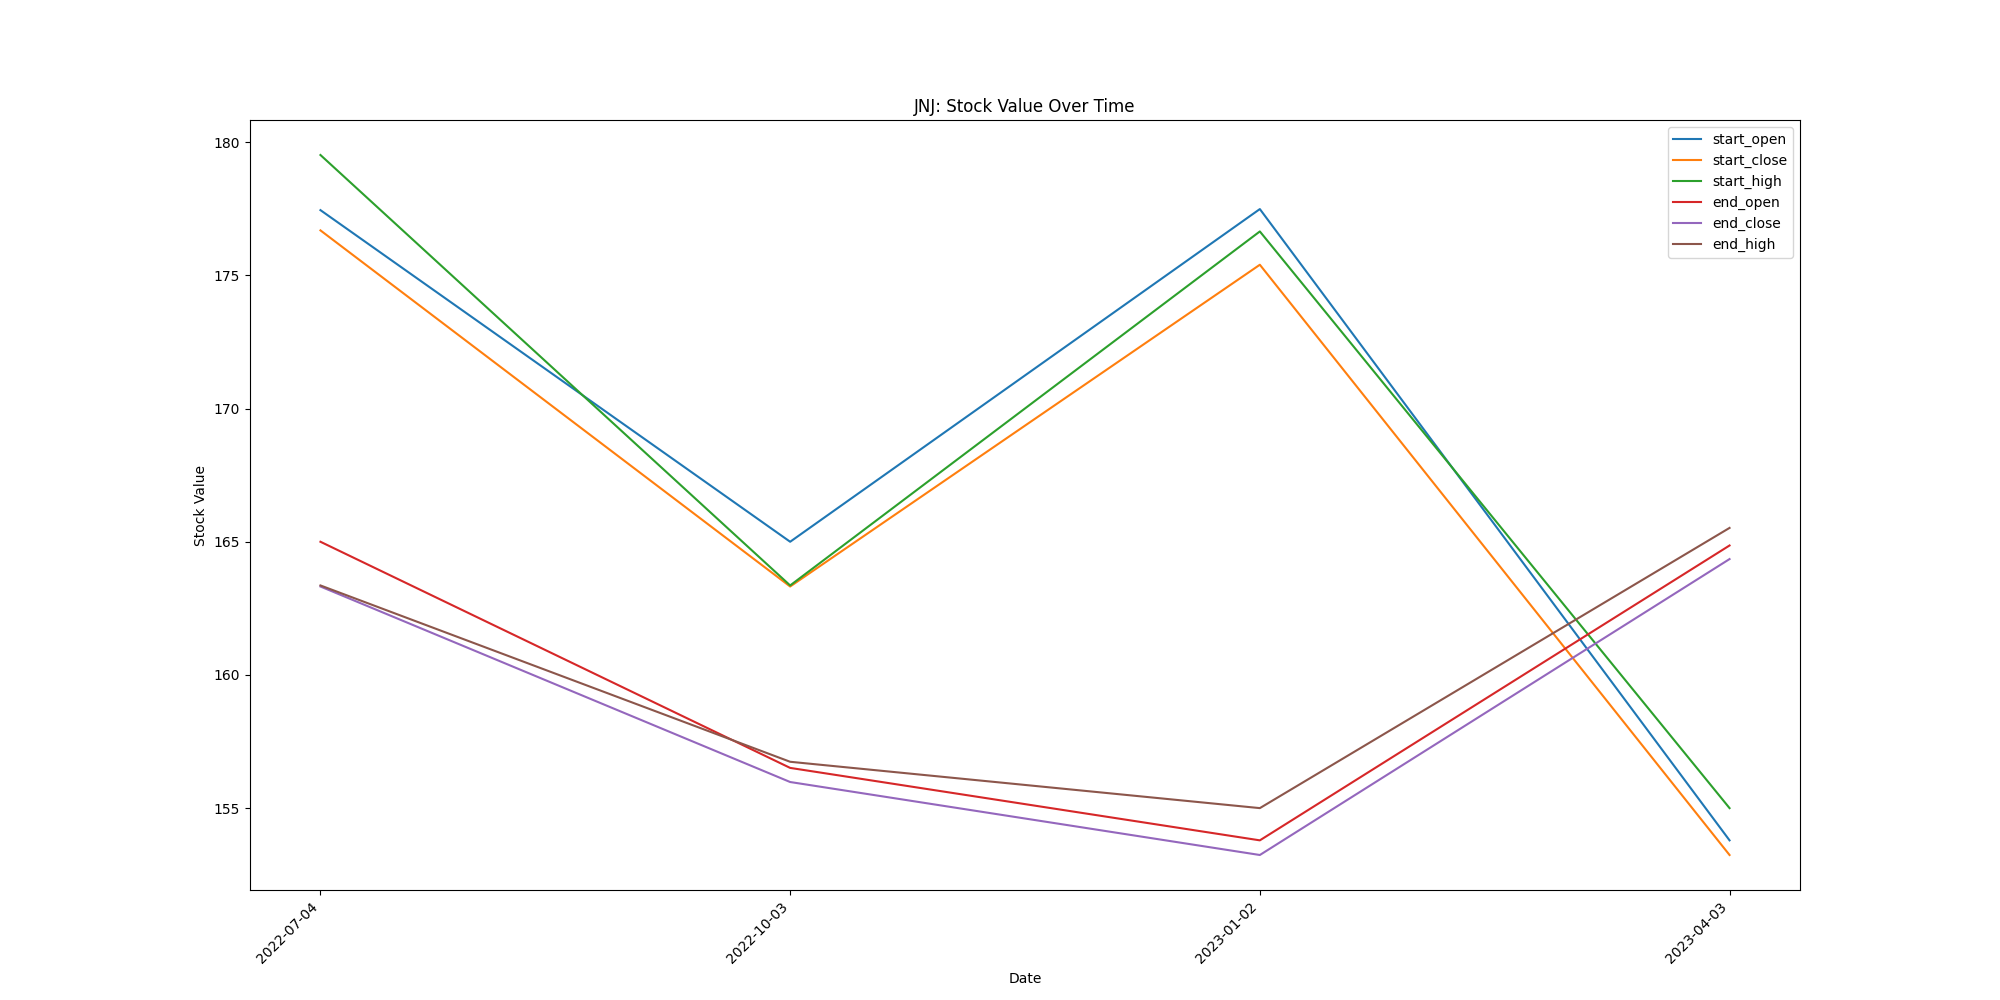 JNJ: Stock Value Over Time
start_open
start_close
start_high
end_open
end_close
end_high
180
175
170
165
160
155
Stock Value
2022-07-04
2022-10-03
2023-01-02
2023-04-03
Date